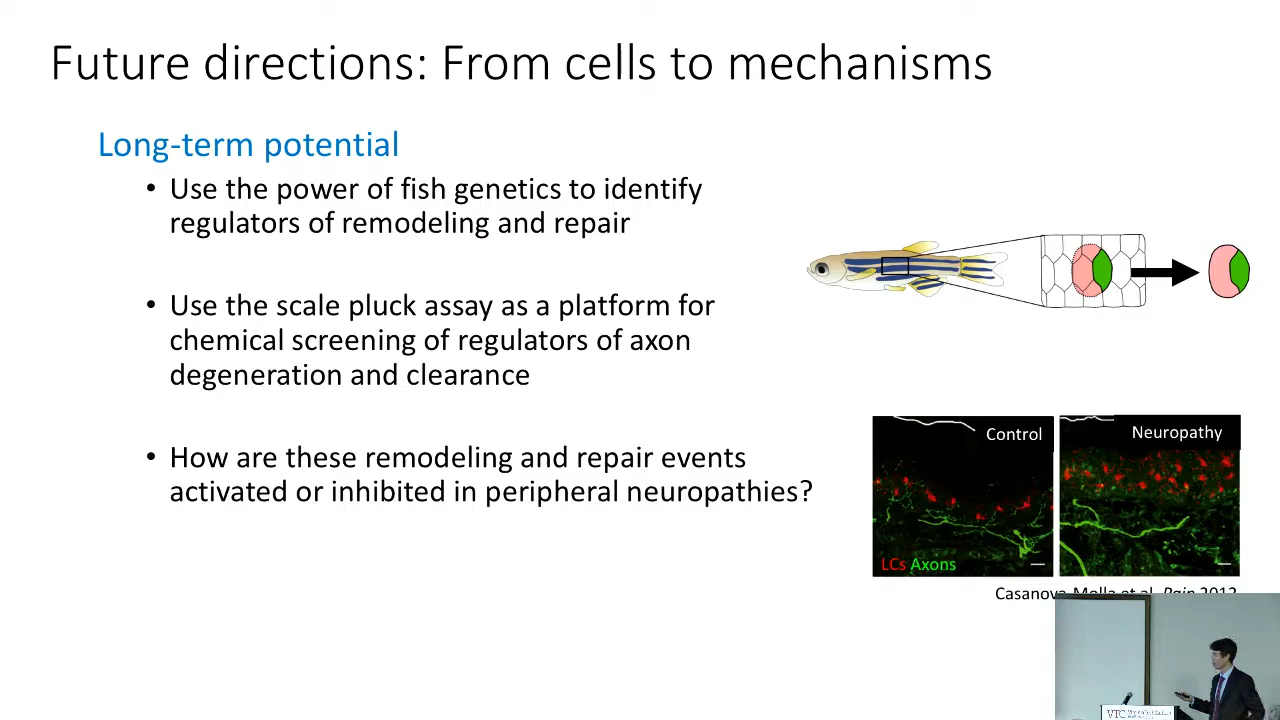 Future directions: From cells to mechanisms
Long-term potential
• Use the power of fish genetics to identify
regulators of remodeling and repair
• Use the scale pluck assay as a platform for
chemical screening of regulators of axon
degeneration and clearance
• How are these remodeling and repair events
activated or inhibited in peripheral neuropathies?
Control
Neuropathy
LCs Axons
Casanova-Molla et al. Pain 2012
VTC